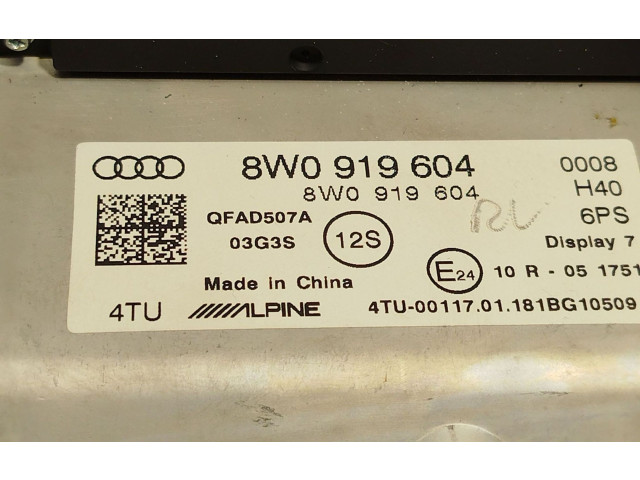 8W0 919 604 0008
8W0 919 604 H40
QFAD507A RL 6PS
03G3S 12S Display 7
E24 10 R - 05 1751
Made in China
4TU ALPINE 4TU-00117.01.181BG10509